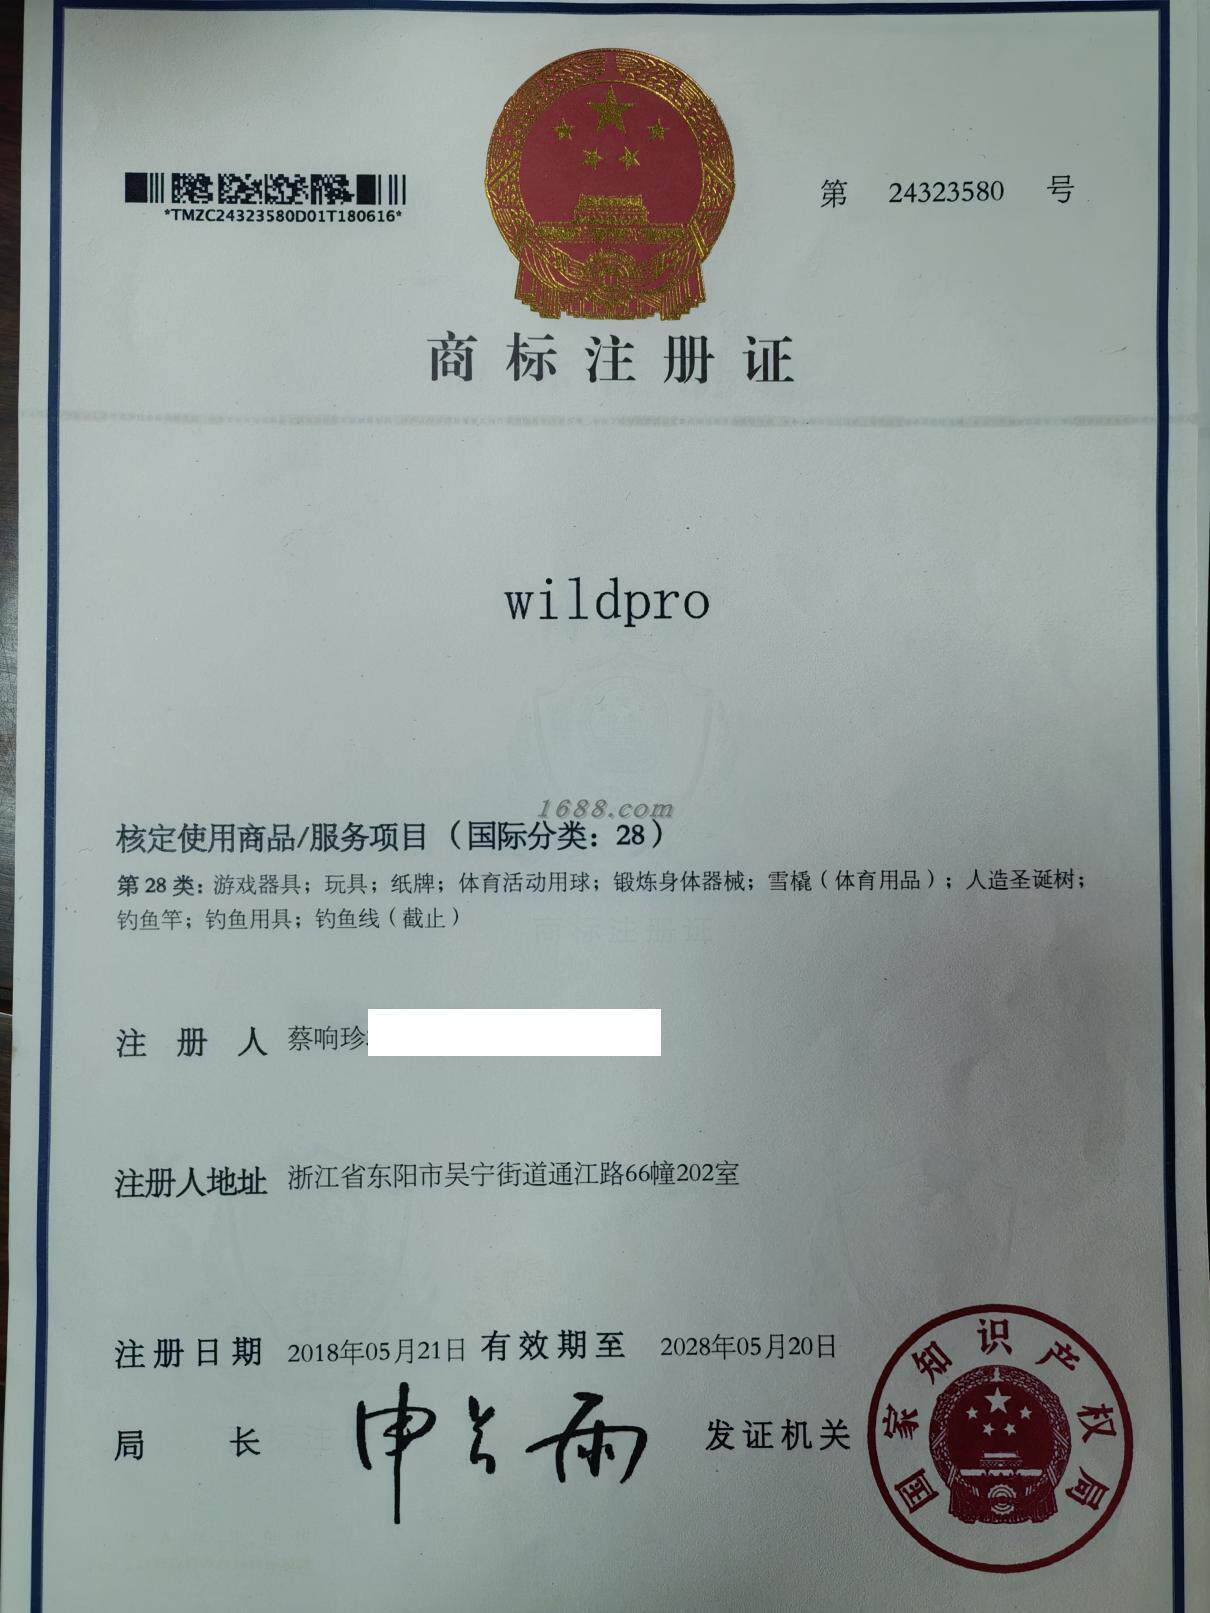 *TMZC24323580D01T180616*
第 24323580 号
商标注册证
wildpro
1688.com
核定使用商品/服务项目（国际分类：28）
第 28 类：游戏器具；玩具；纸牌；体育活动用球；锻炼身体器械；雪橇（体育用品）；人造圣诞树；
钓鱼竿；钓鱼用具；钓鱼线（截止）
商标注册证
注册人 蔡响珍
注册人地址 浙江省东阳市吴宁街道通江路66幢202室
注册日期 2018年05月21日 有效期至 2028年05月20日
局长 申长雨 发证机关
国家知识产权局